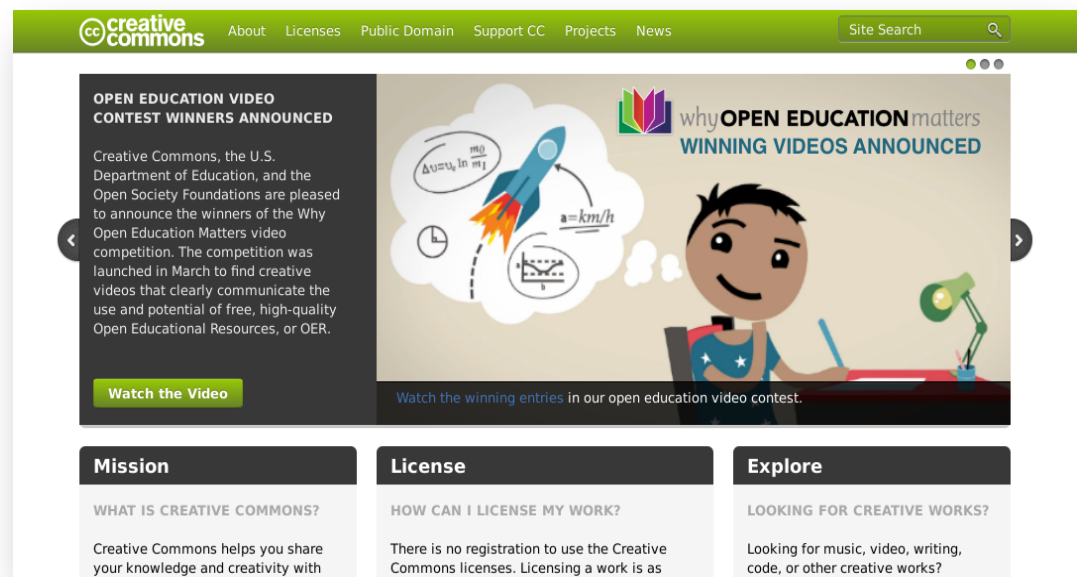 cc creative commons
About Licenses Public Domain Support CC Projects News
Site Search
OPEN EDUCATION VIDEO
CONTEST WINNERS ANNOUNCED
Creative Commons, the U.S.
Department of Education, and the
Open Society Foundations are pleased
to announce the winners of the Why
Open Education Matters video
competition. The competition was
launched in March to find creative
videos that clearly communicate the
use and potential of free, high-quality
Open Educational Resources, or OER.
Watch the Video
why OPEN EDUCATION matters
WINNING VIDEOS ANNOUNCED
a=km/h
Watch the winning entries in our open education video contest.
Mission
WHAT IS CREATIVE COMMONS?
Creative Commons helps you share
your knowledge and creativity with
License
HOW CAN I LICENSE MY WORK?
There is no registration to use the Creative
Commons licenses. Licensing a work is as
Explore
LOOKING FOR CREATIVE WORKS?
Looking for music, video, writing,
code, or other creative works?